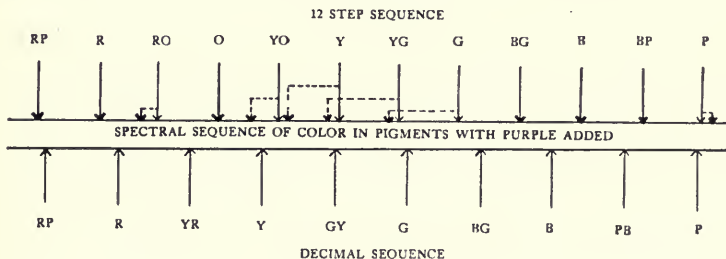 12 STEP SEQUENCE
RP R RO O YO Y YG G BG B BP P
SPECTRAL SEQUENCE OF COLOR IN PIGMENTS WITH PURPLE ADDED
RP R YR Y GY G BG B PB P
DECIMAL SEQUENCE